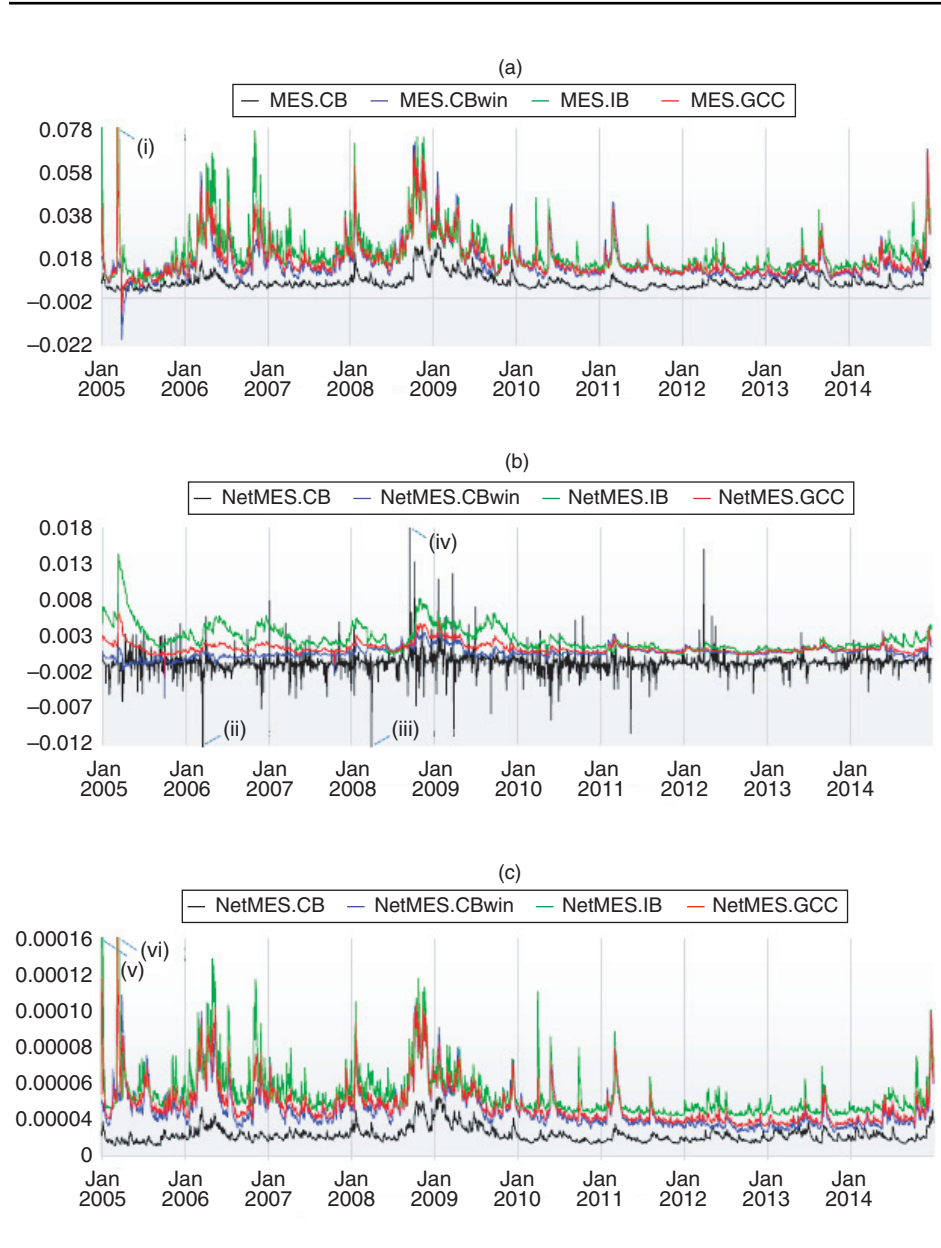 (a)
MES.CB MES.CBwin MES.IB MES.GCC
0.078
(i)
0.058
0.038
0.018
–0.002
–0.022
Jan 2005 Jan 2006 Jan 2007 Jan 2008 Jan 2009 Jan 2010 Jan 2011 Jan 2012 Jan 2013 Jan 2014
(b)
NetMES.CB NetMES.CBwin NetMES.IB NetMES.GCC
0.018
(iv)
0.013
0.008
0.003
–0.002
–0.007
(ii) (iii)
–0.012
Jan 2005 Jan 2006 Jan 2007 Jan 2008 Jan 2009 Jan 2010 Jan 2011 Jan 2012 Jan 2013 Jan 2014
(c)
NetMES.CB NetMES.CBwin NetMES.IB NetMES.GCC
0.00016
(vi)
(v)
0.00012
0.00010
0.00008
0.00006
0.00004
0
Jan 2005 Jan 2006 Jan 2007 Jan 2008 Jan 2009 Jan 2010 Jan 2011 Jan 2012 Jan 2013 Jan 2014